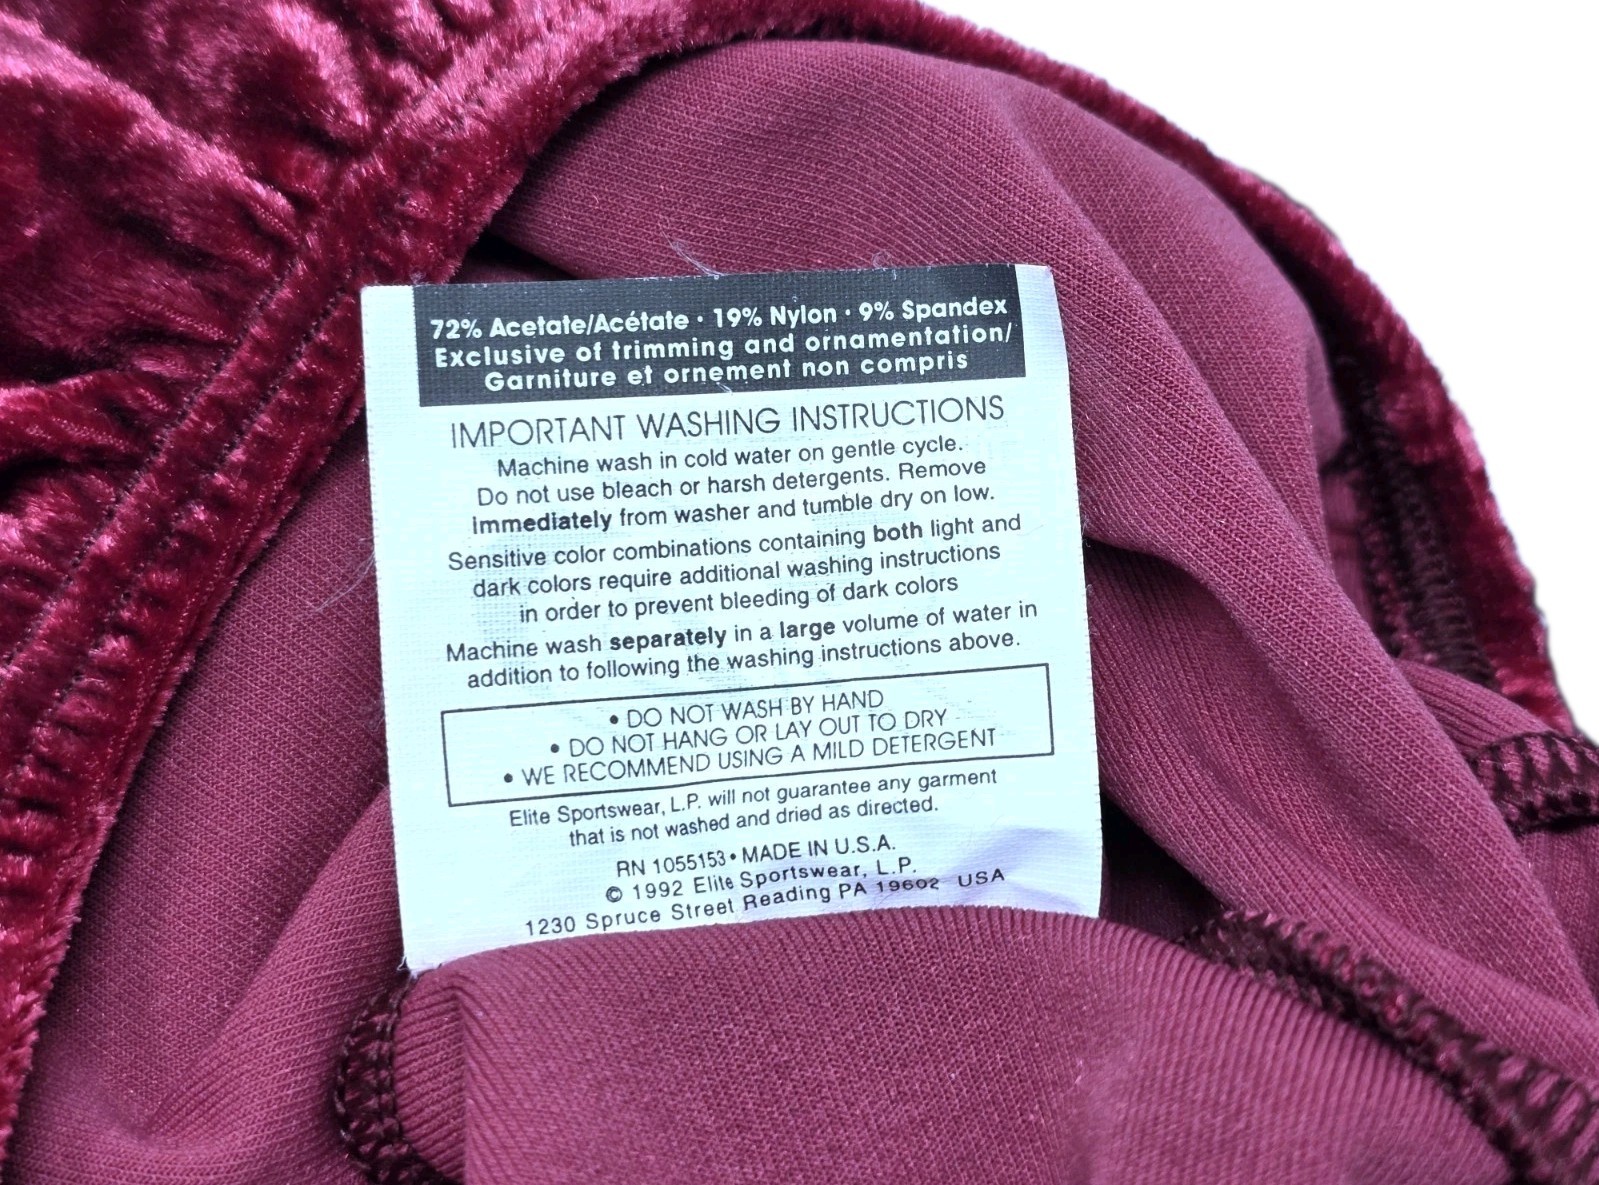 72% Acetate/Acétate · 19% Nylon · 9% Spandex
Exclusive of trimming and ornamentation/
Garniture et ornement non compris
IMPORTANT WASHING INSTRUCTIONS
Machine wash in cold water on gentle cycle.
Do not use bleach or harsh detergents. Remove
immediately from washer and tumble dry on low.
Sensitive color combinations containing both light and
dark colors require additional washing instructions
in order to prevent bleeding of dark colors
Machine wash separately in a large volume of water in
addition to following the washing instructions above.
• DO NOT WASH BY HAND
• DO NOT HANG OR LAY OUT TO DRY
• WE RECOMMEND USING A MILD DETERGENT
Elite Sportswear, L.P. will not guarantee any garment
that is not washed and dried as directed.
RN 1055153 • MADE IN U.S.A.
© 1992 Elite Sportswear, L.P.
1230 Spruce Street Reading PA 19602 USA